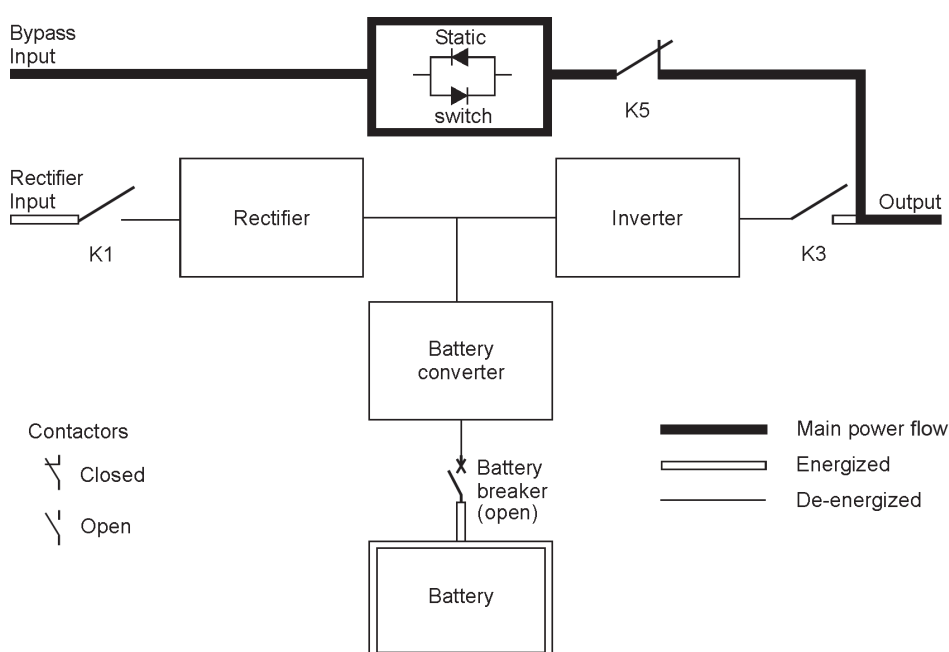 Bypass
Input
Static
switch
K5
Rectifier
Input
K1
Rectifier
Inverter
K3
Output
Battery
converter
Contactors
Closed
Open
Battery
breaker
(open)
Battery
Main power flow
Energized
De-energized